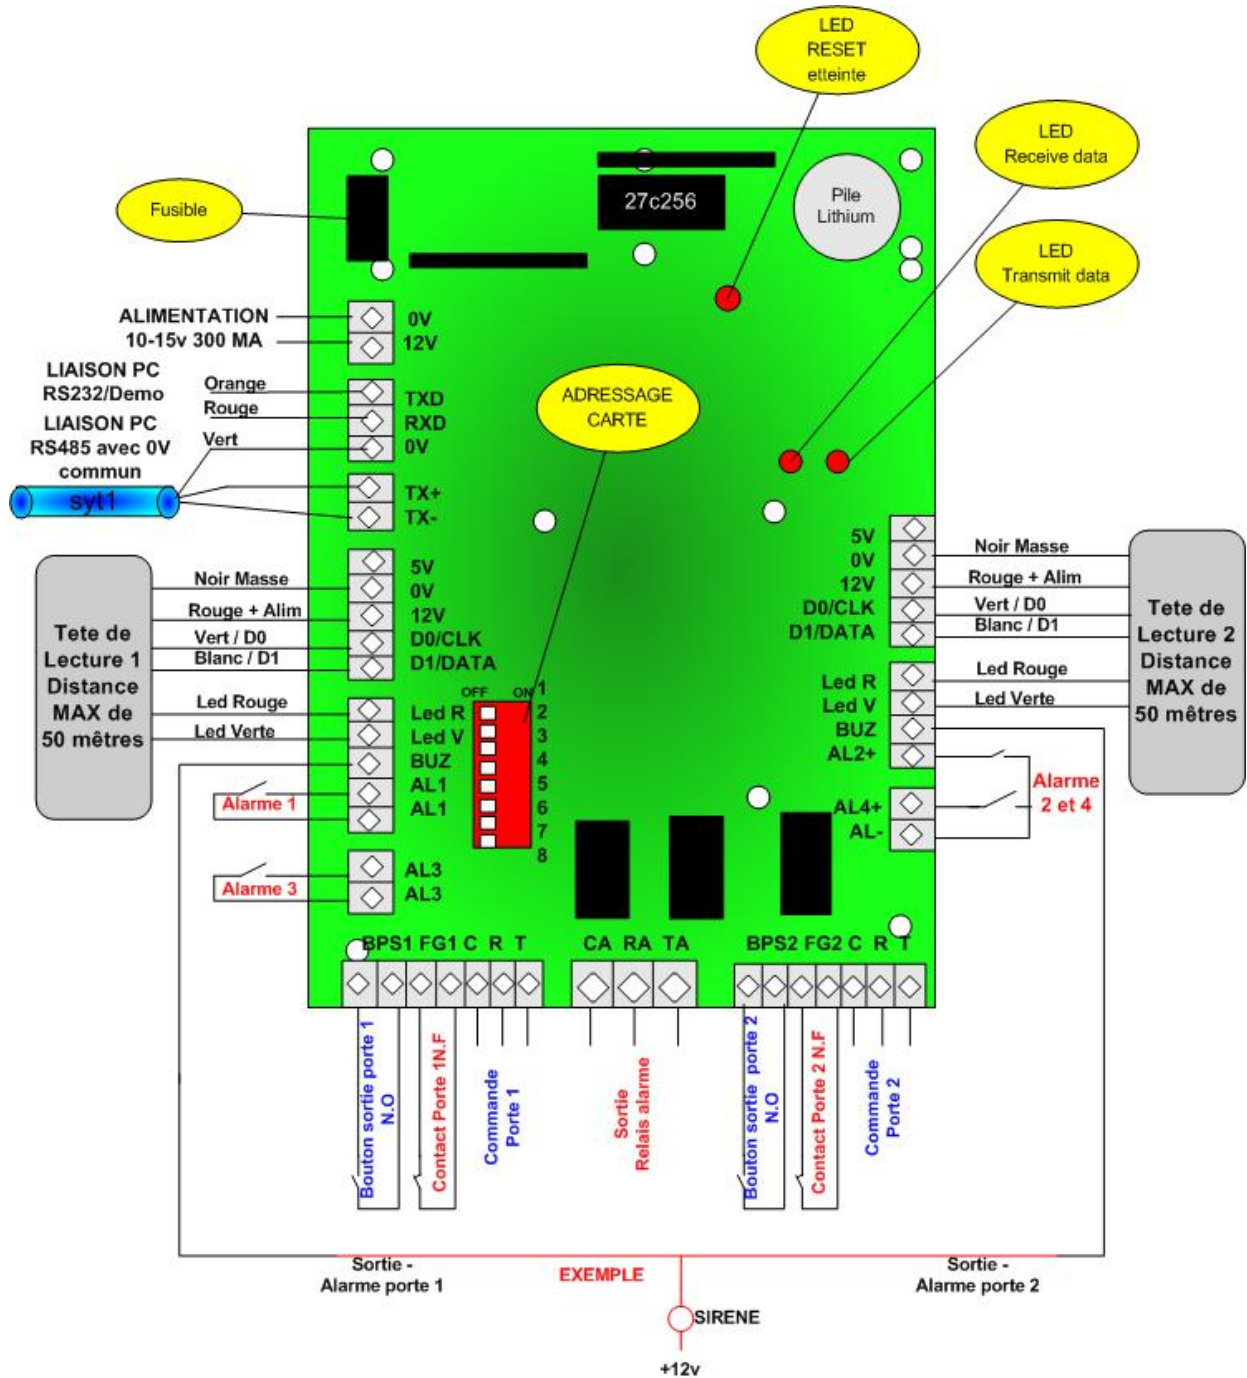 LED
RESET
etteinte
LED
Receive data
LED
Transmit data
Fusible
27c256
Pile
Lithium
ALIMENTATION
10-15v 300 MA
0V
12V
LIAISON PC
RS232/Demo
Orange
Rouge
Vert
TXD
RXD
0V
LIAISON PC
RS485 avec 0V
commun
syt1
TX+
TX-
ADRESSAGE
CARTE
Tete de
Lecture 1
Distance
MAX de
50 mêtres
Noir Masse
Rouge + Alim
Vert / D0
Blanc / D1
Led Rouge
Led Verte
5V
0V
12V
D0/CLK
D1/DATA
Led R
Led V
BUZ
AL1
AL1
Alarme 1
AL3
AL3
Alarme 3
OFF ON
1
2
3
4
5
6
7
8
5V
0V
12V
D0/CLK
D1/DATA
Led R
Led V
BUZ
AL2+
AL4+
AL-
Noir Masse
Rouge + Alim
Vert / D0
Blanc / D1
Led Rouge
Led Verte
Tete de
Lecture 2
Distance
MAX de
50 mêtres
Alarme
2 et 4
BPS1 FG1 C R T
CA RA TA
BPS2 FG2 C R T
Bouton sortie porte 1
N.O
Contact Porte 1N.F
Commande
Porte 1
Sortie
Relais alarme
Bouton sortie porte 2
N.O
Contact Porte 2 N.F
Commande
Porte 2
Sortie -
Alarme porte 1
EXEMPLE
Sortie -
Alarme porte 2
SIRENE
+12v